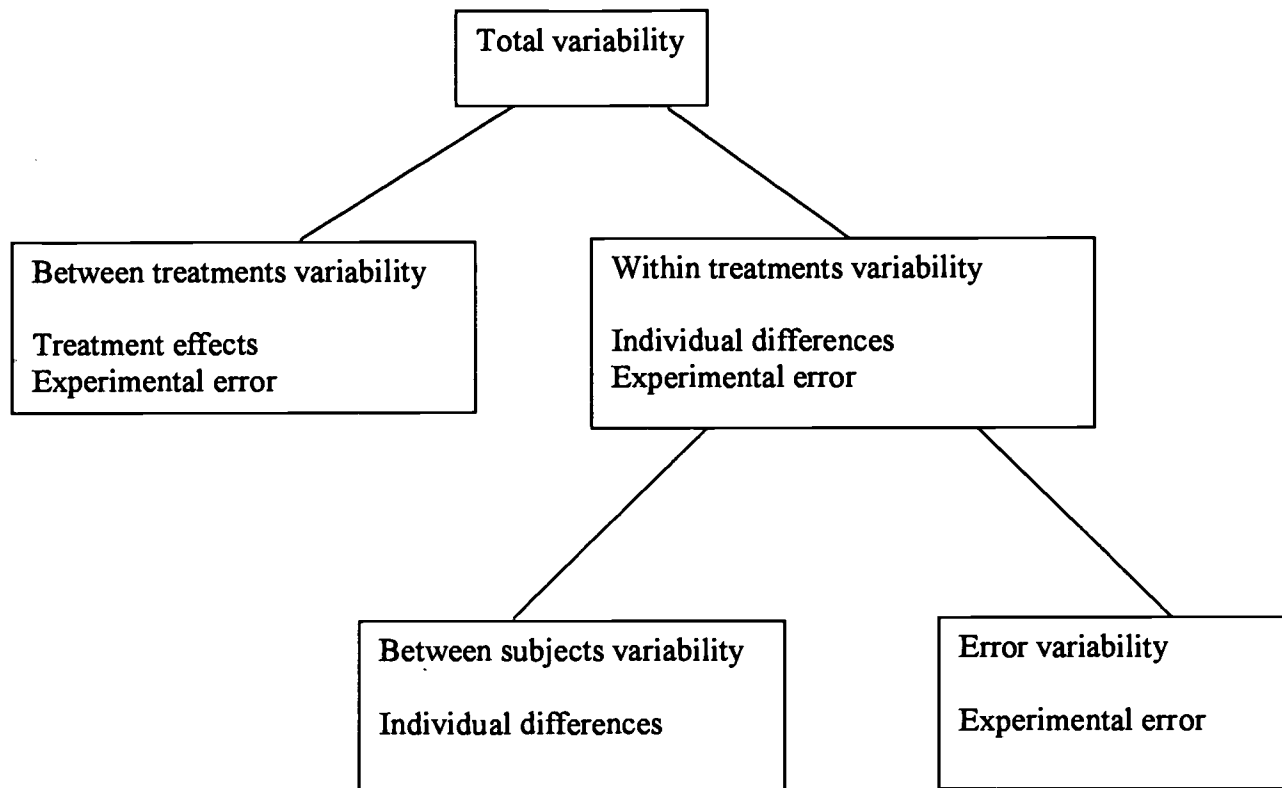 Total variability
Between treatments variability
Treatment effects
Experimental error
Within treatments variability
Individual differences
Experimental error
Between subjects variability
Individual differences
Error variability
Experimental error